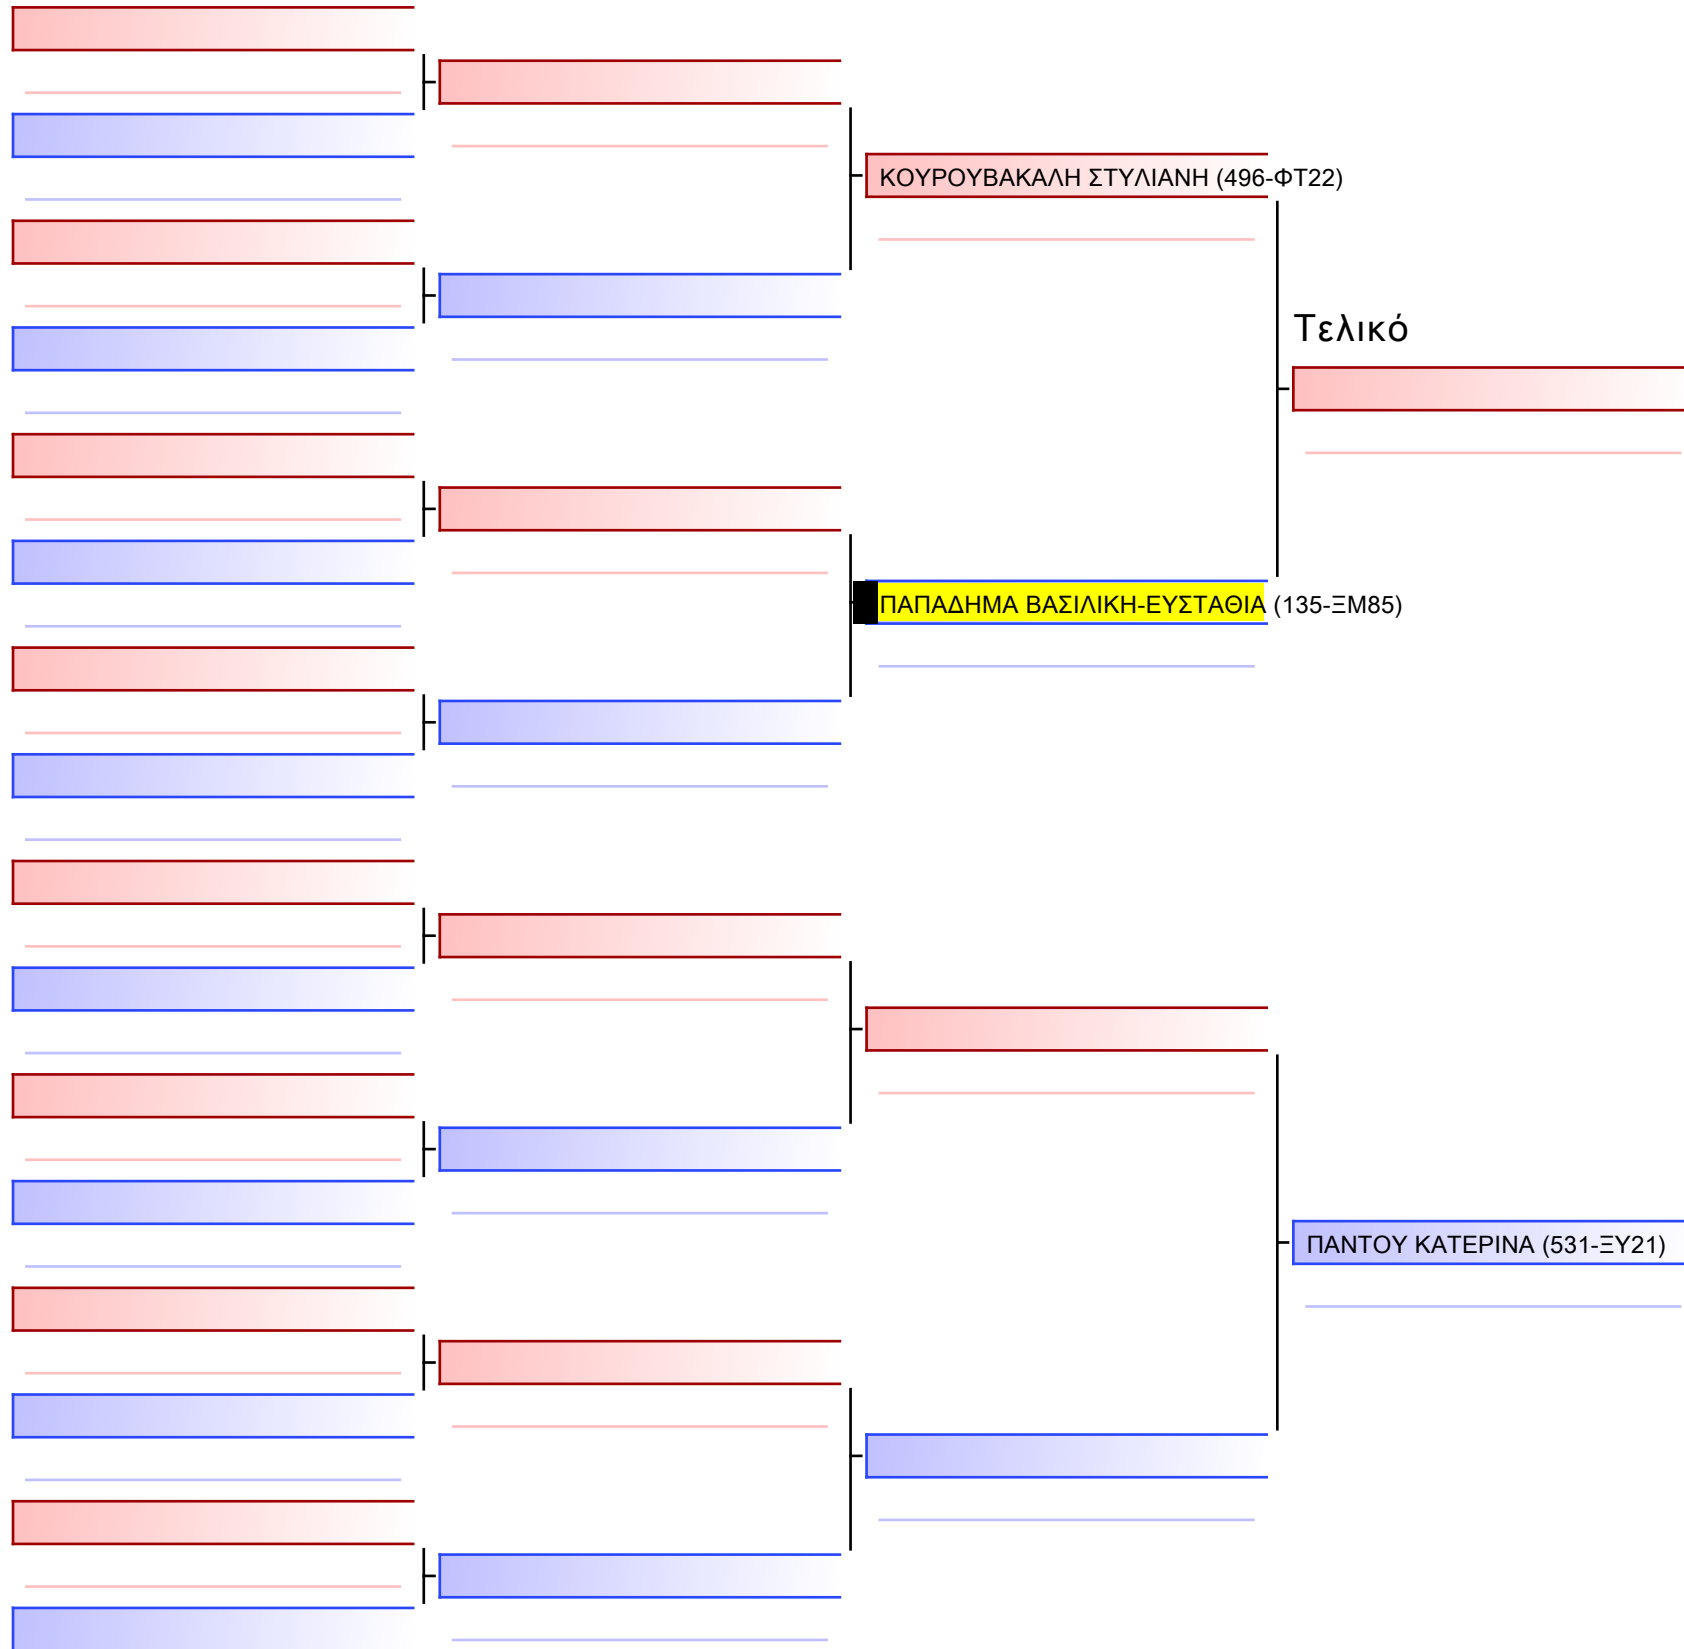 ΚΟΥΡΟΥΒΑΚΑΛΗ ΣΤΥΛΙΑΝΗ (496-ΦΤ22)
Τελικό
ΠΑΠΑΔΗΜΑ ΒΑΣΙΛΙΚΗ-ΕΥΣΤΑΘΙΑ (135-ΞΜ85)
ΠΑΝΤΟΥ ΚΑΤΕΡΙΝΑ (531-ΞΥ21)